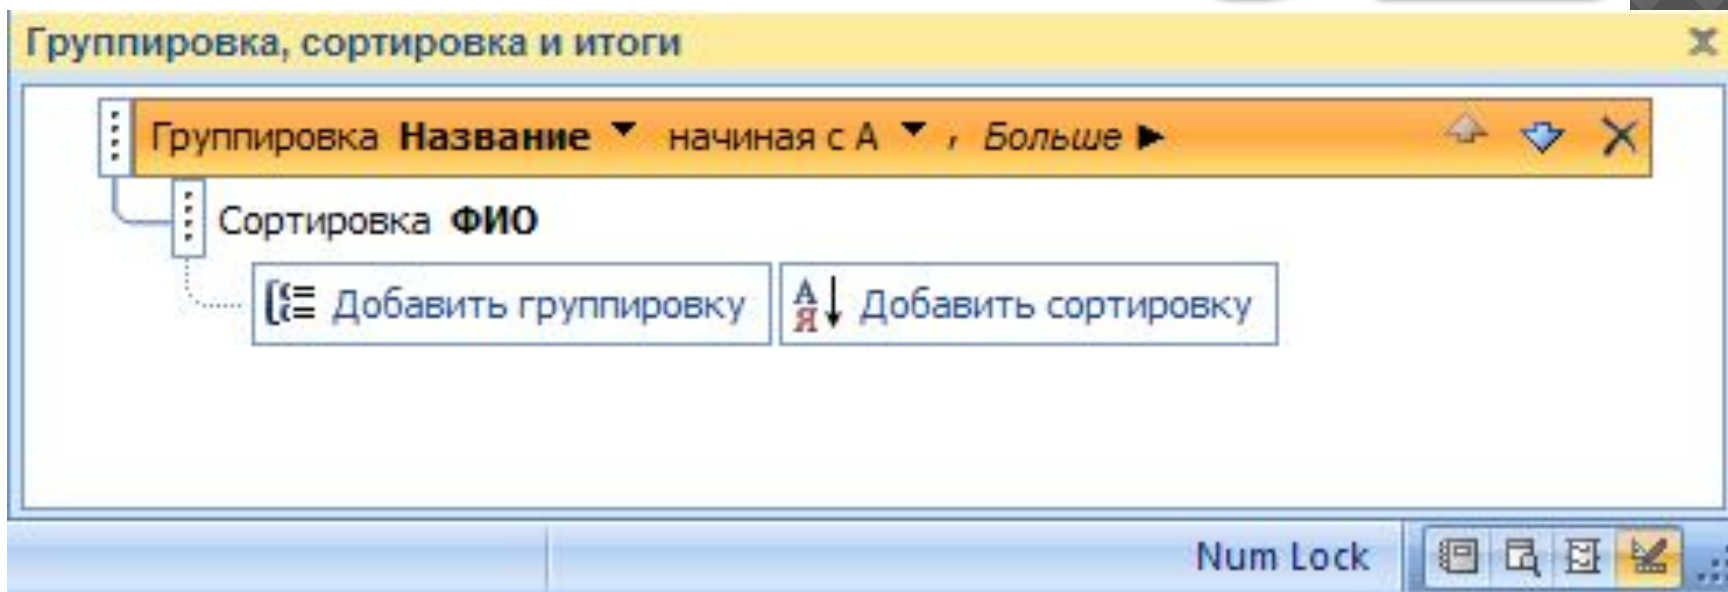 Группировка, сортировка и итоги
Группировка Название начиная с А , Больше
Сортировка ФИО
Добавить группировку
Добавить сортировку
Num Lock